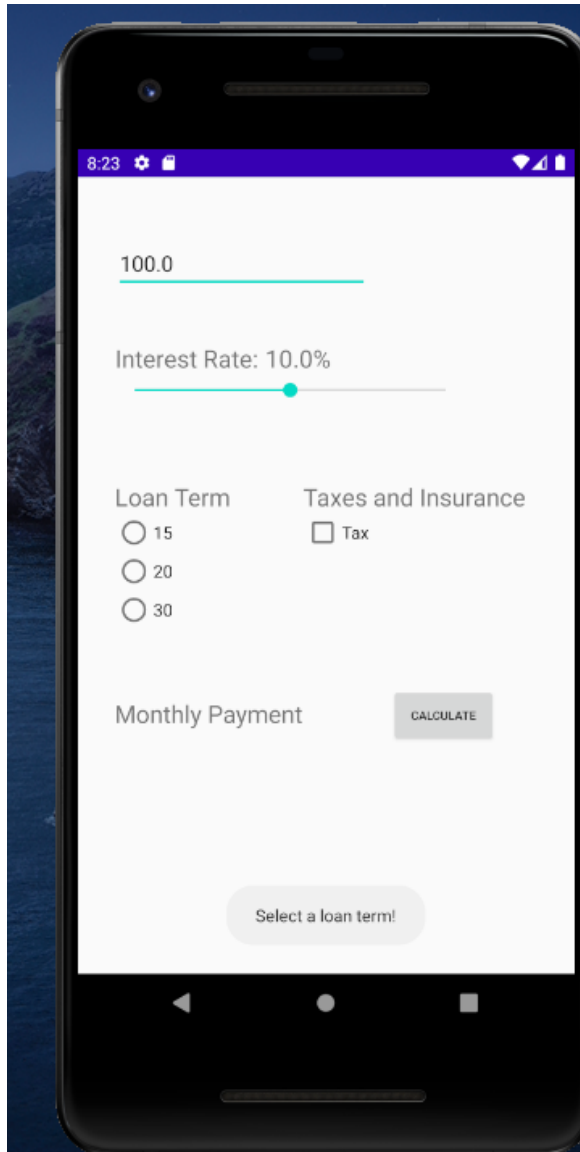 8:23
100.0
Interest Rate: 10.0%
Loan Term
Taxes and Insurance
15
Tax
20
30
Monthly Payment
CALCULATE
Select a loan term!